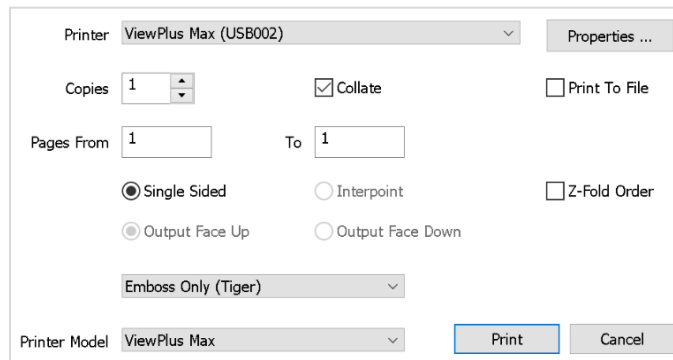 Printer ViewPlus Max (USB002) Properties ...
Copies 1 Collate Print To File
Pages From 1 To 1
Single Sided Interpoint Z-Fold Order
Output Face Up Output Face Down
Emboss Only (Tiger)
Printer Model ViewPlus Max Print Cancel